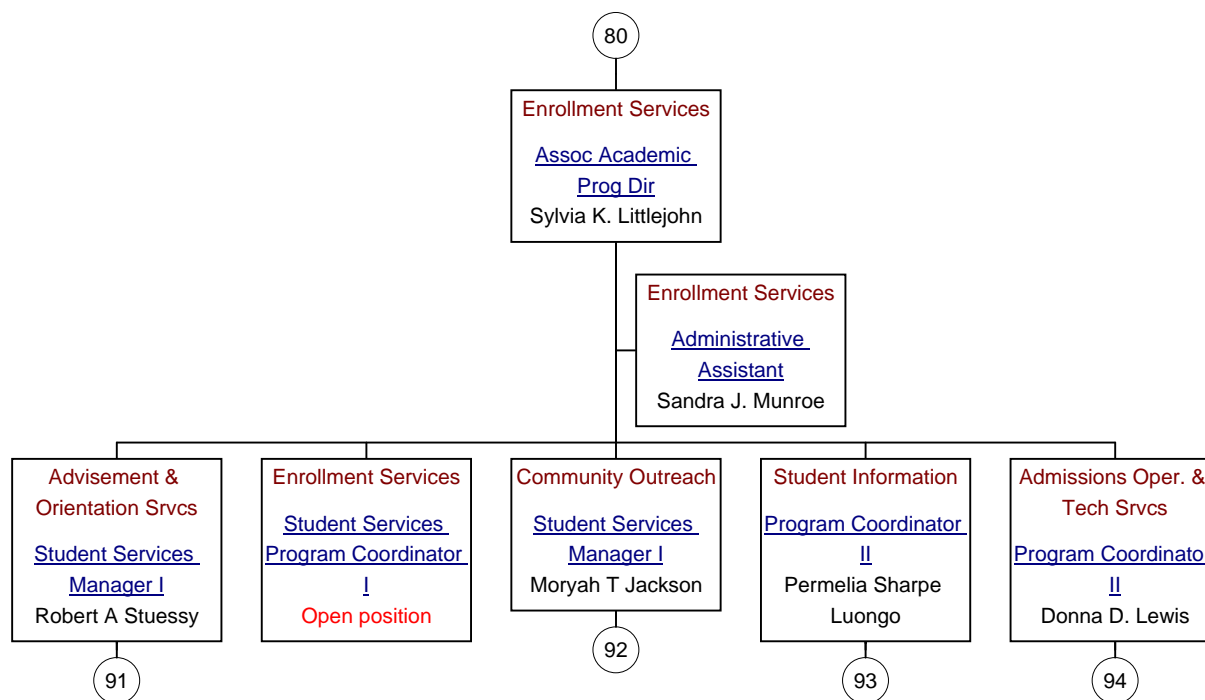 80
Enrollment Services
Assoc Academic
Prog Dir
Sylvia K. Littlejohn
Enrollment Services
Administrative
Assistant
Sandra J. Munroe
Advisement &
Orientation Srvcs
Student Services
Manager I
Robert A Stuessy
91
Enrollment Services
Student Services
Program Coordinator
I
Open position
Community Outreach
Student Services
Manager I
Moryah T Jackson
92
Student Information
Program Coordinator
II
Permelia Sharpe
Luongo
93
Admissions Oper. &
Tech Srvcs
Program Coordinato
II
Donna D. Lewis
94